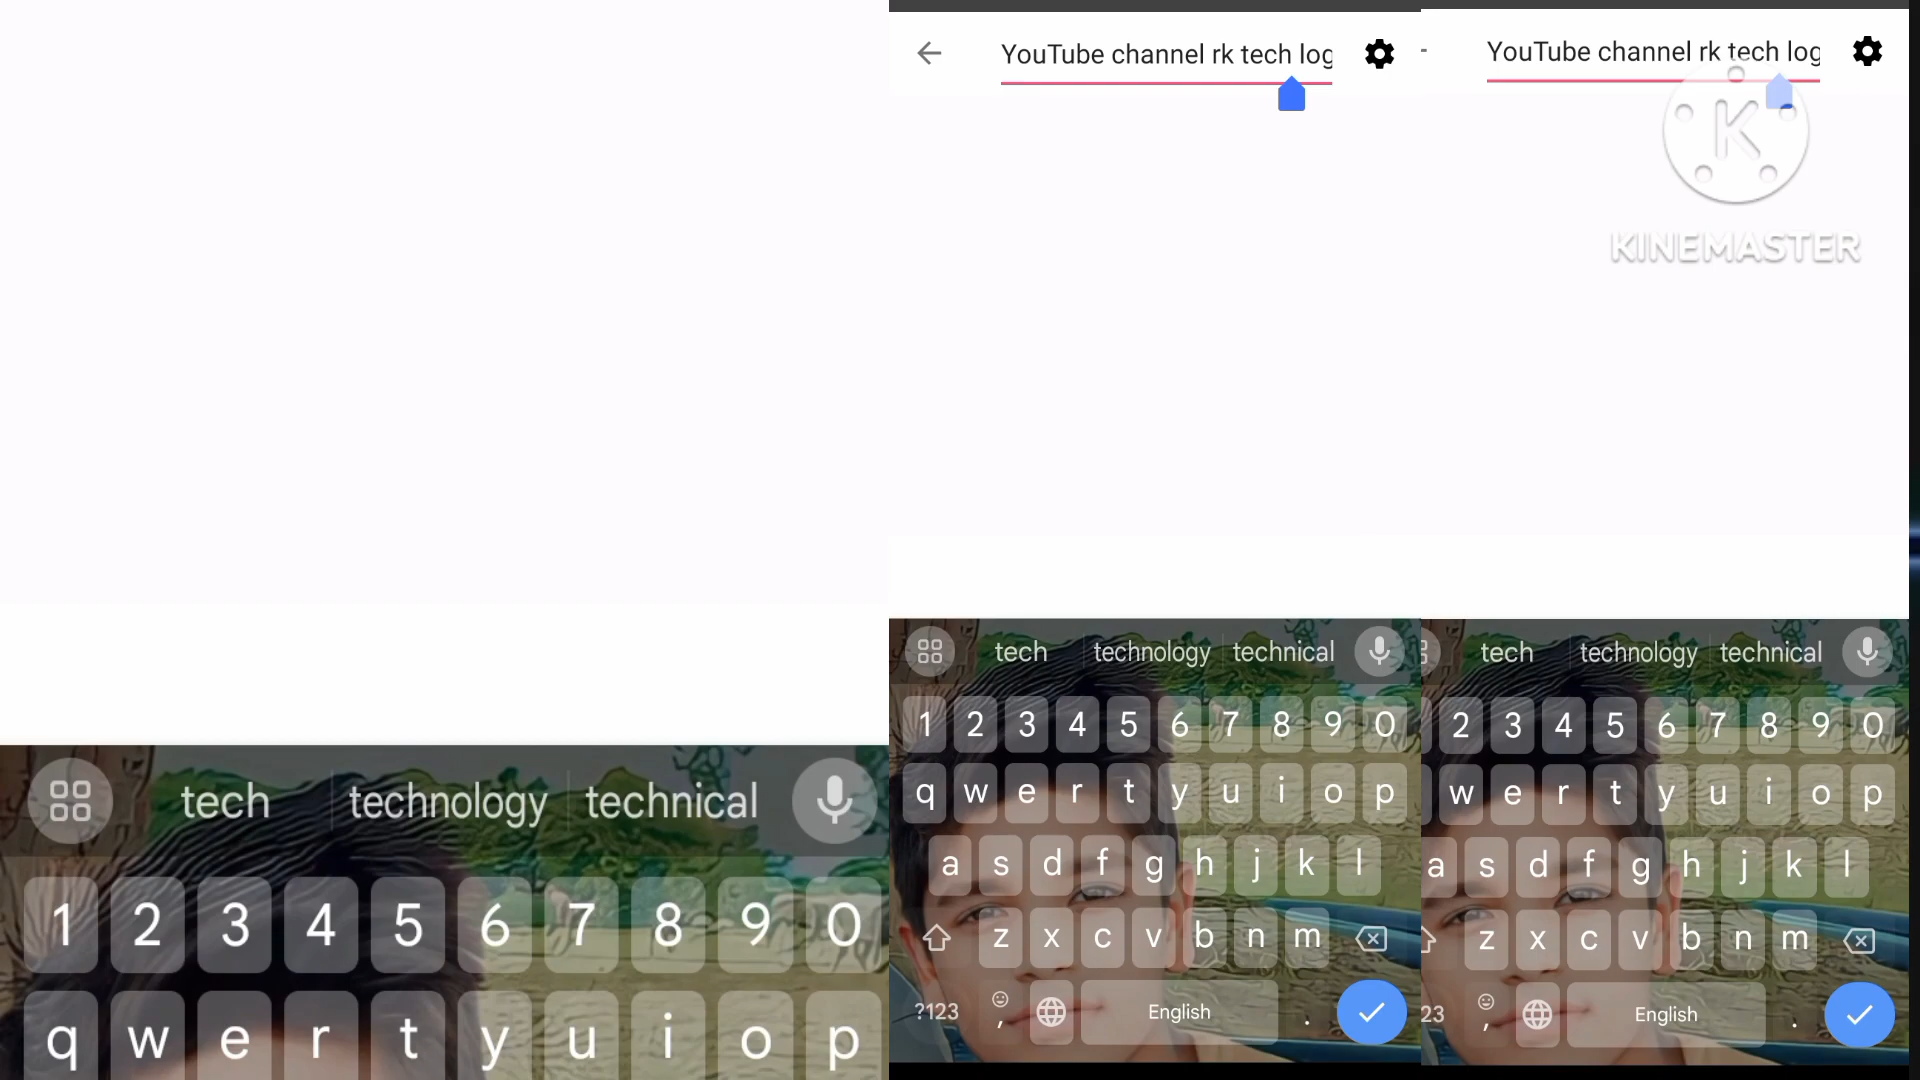 YouTube channel rk tech log
YouTube channel rk tech log
KINEMASTER
tech technology technical
1 2 3 4 5 6 7 8 9 0
q w e r t y u i o p
tech technology technical
1 2 3 4 5 6 7 8 9 0
q w e r t y u i o p
a s d f g h j k l
z x c v b n m
?123 , English .
tech technology technical
2 3 4 5 6 7 8 9 0
w e r t y u i o p
a s d f g h j k l
z x c v b n m
23 , English .